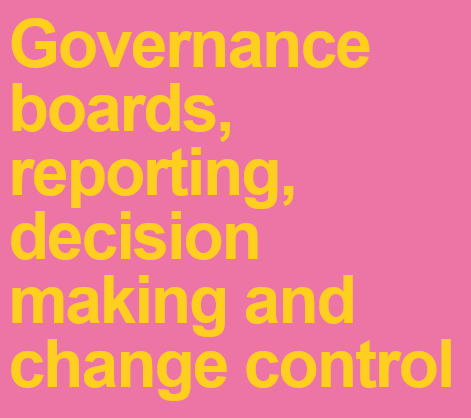 Governance
boards,
reporting,
decision
making and
change control